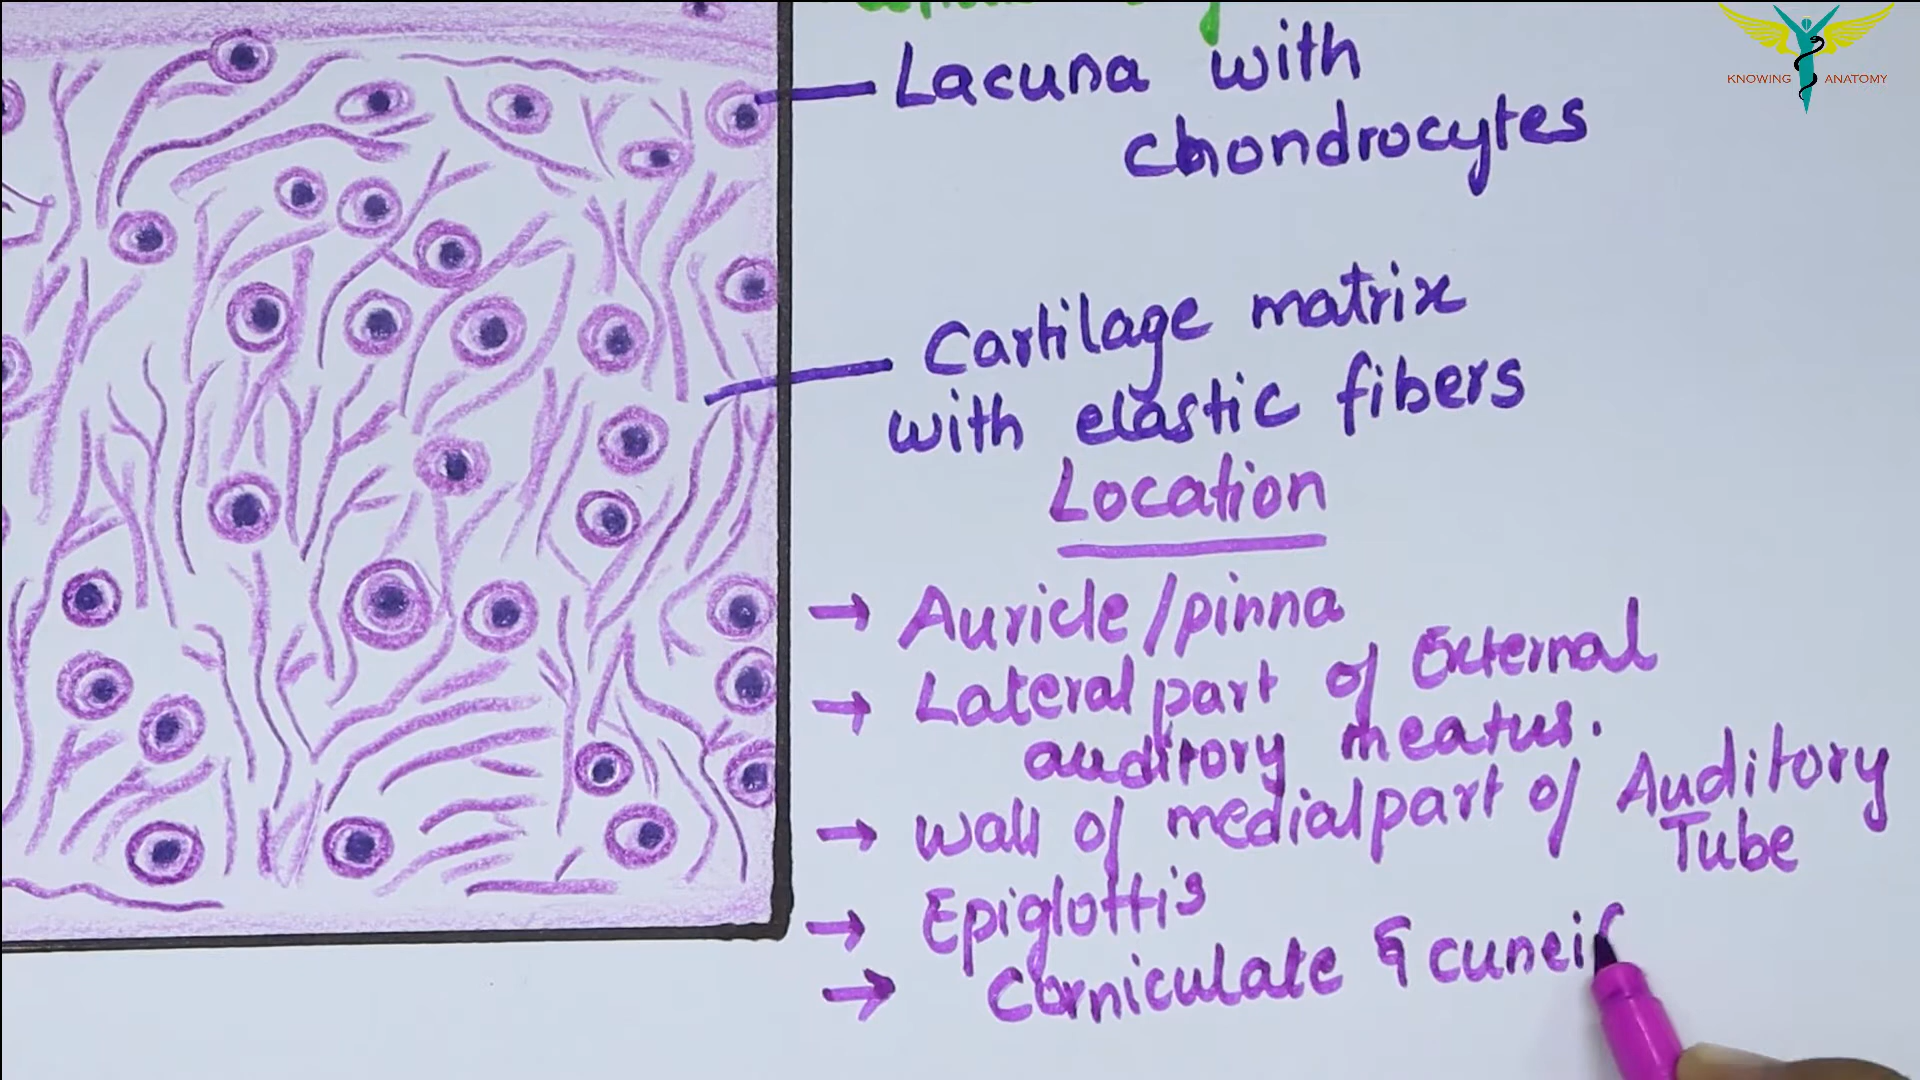 KNOWING ANATOMY
Lacuna with
chondrocytes
Cartilage matrix
with elastic fibers
Location
→ Auricle/pinna
→ Lateral part of External
auditory meatus.
→ wall of medial part of Auditory
Tube
→ Epiglottis
→ Corniculate & cuneif